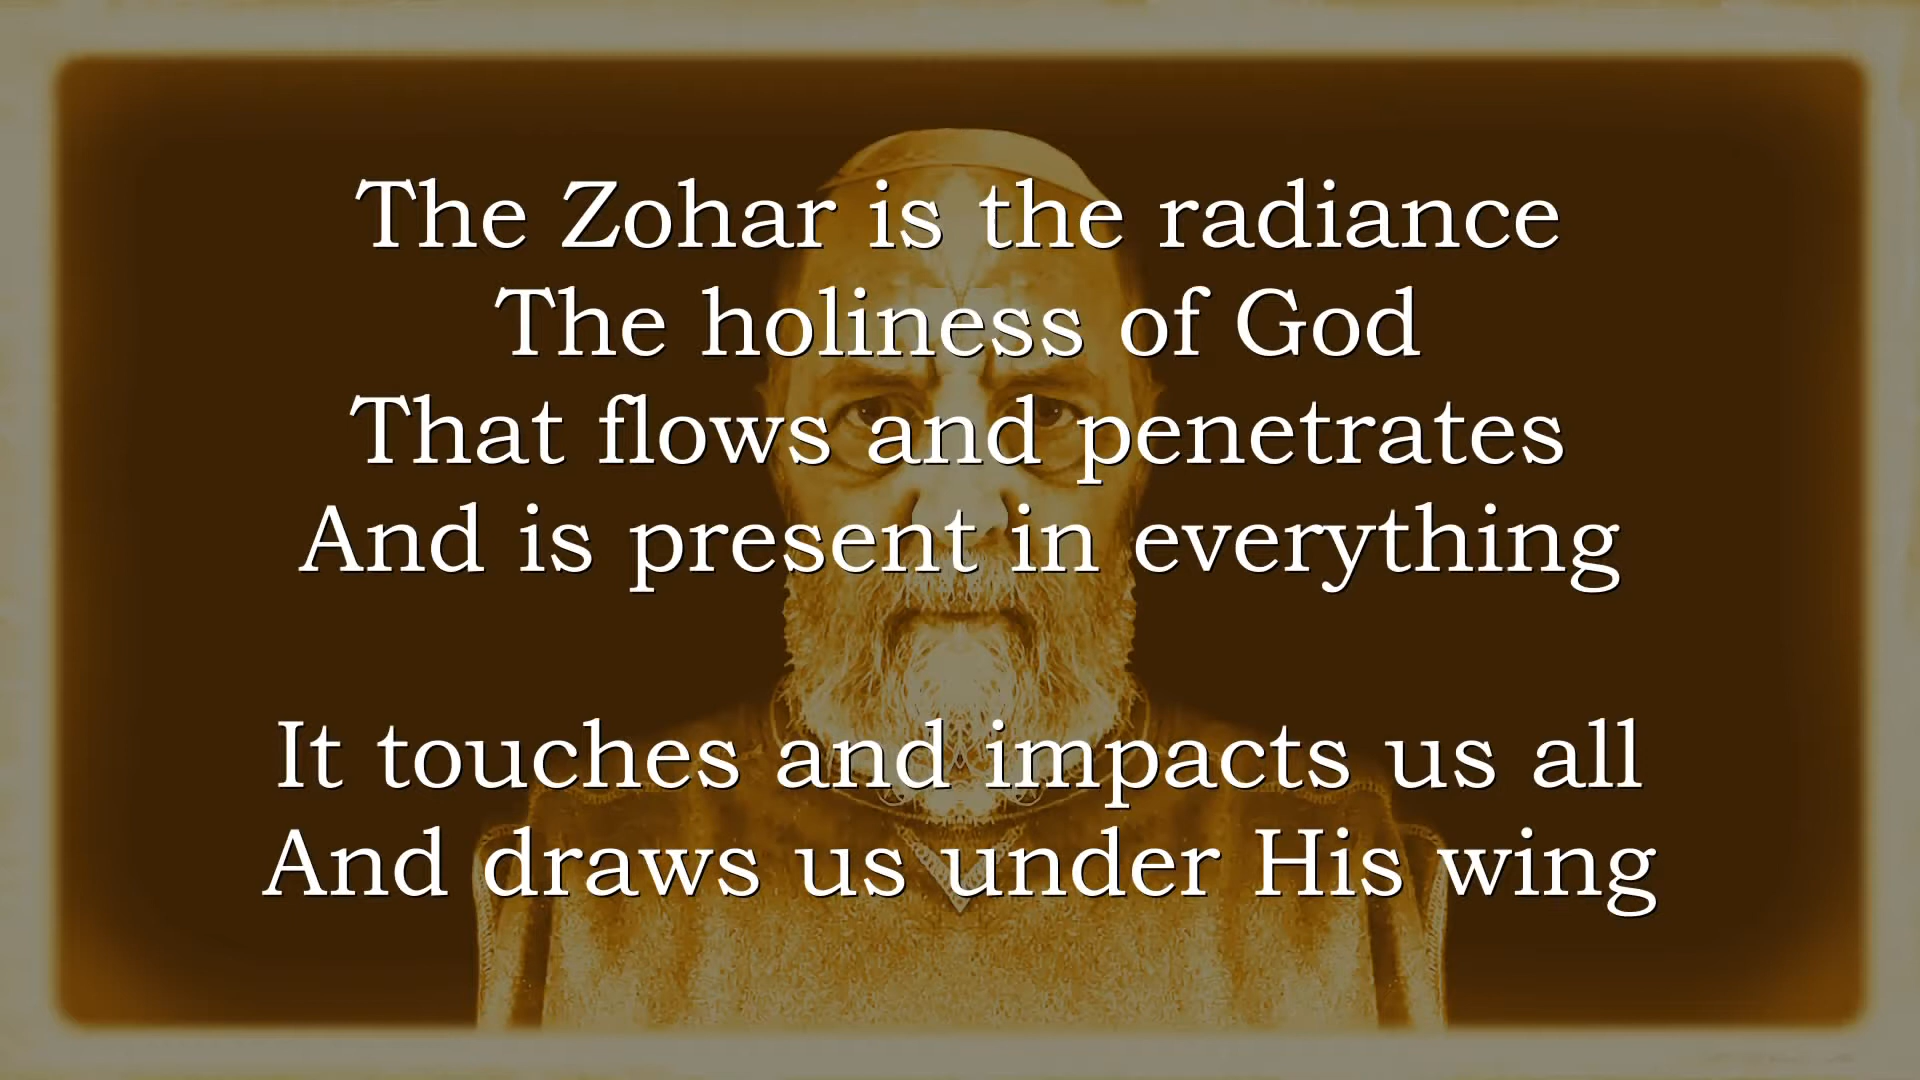 The Zohar is the radiance
The holiness of God
That flows and penetrates
And is present in everything
It touches and impacts us all
And draws us under His wing